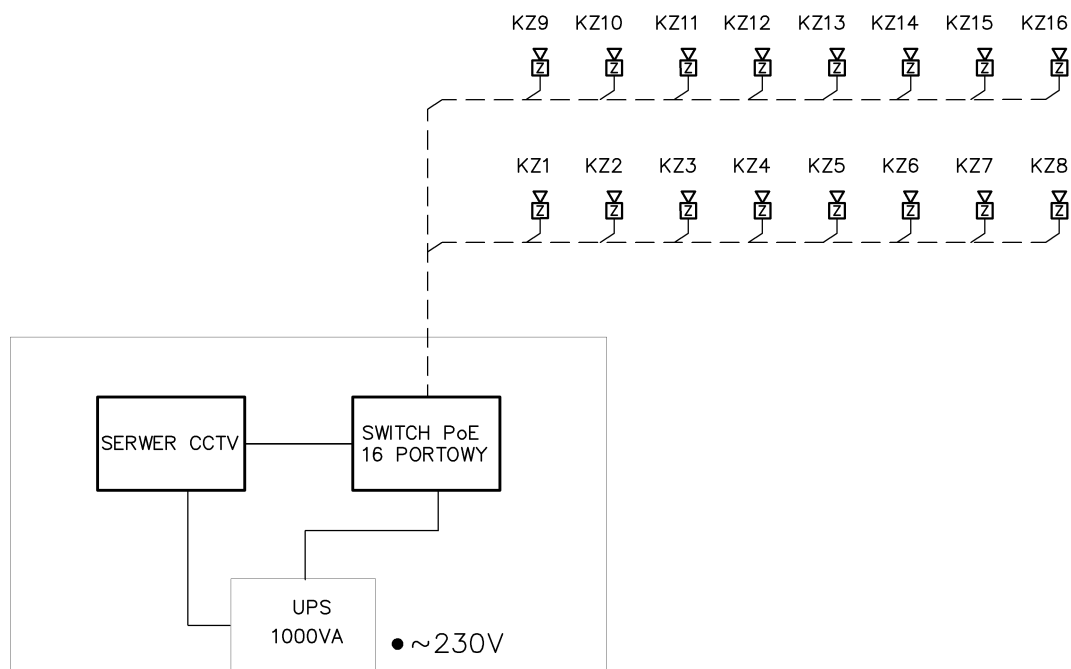 KZ9 KZ10 KZ11 KZ12 KZ13 KZ14 KZ15 KZ16
Z Z Z Z Z Z Z Z
KZ1 KZ2 KZ3 KZ4 KZ5 KZ6 KZ7 KZ8
Z Z Z Z Z Z Z Z
SERWER CCTV
SWITCH PoE
16 PORTOWY
UPS
1000VA
~230V